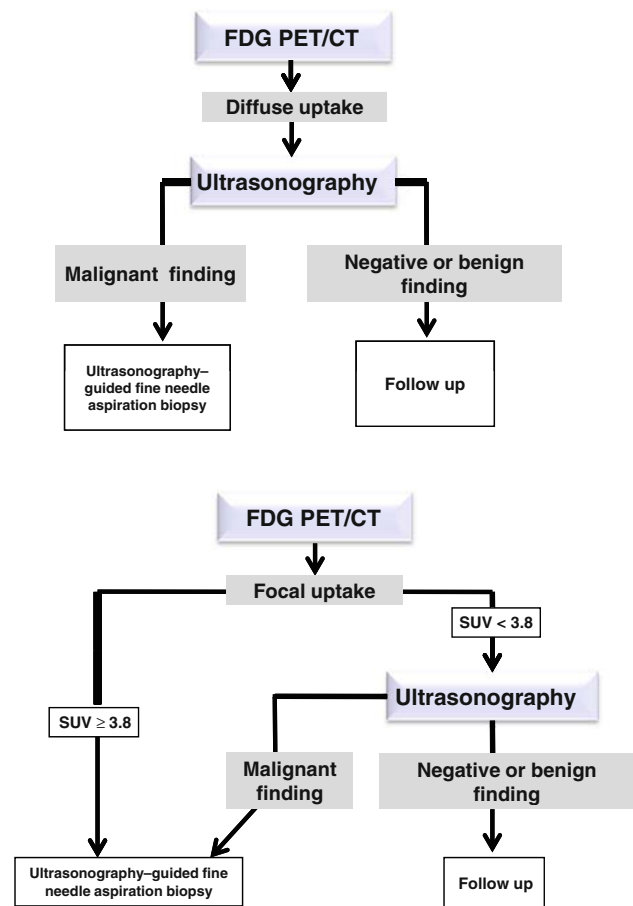 FDG PET/CT
Diffuse uptake
Ultrasonography
Malignant finding
Negative or benign
finding
Ultrasonography–
guided fine needle
aspiration biopsy
Follow up
FDG PET/CT
Focal uptake
SUV < 3.8
Ultrasonography
SUV ≥ 3.8
Malignant
finding
Negative or benign
finding
Ultrasonography–guided fine
needle aspiration biopsy
Follow up